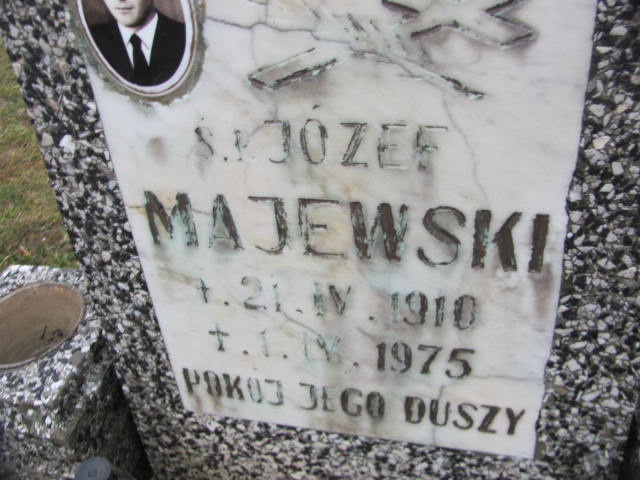 Ś.P. JÓZEF
MAJEWSKI
+. 21. IV. 1910
+. 1. IV. 1975
POKÓJ JEGO DUSZY